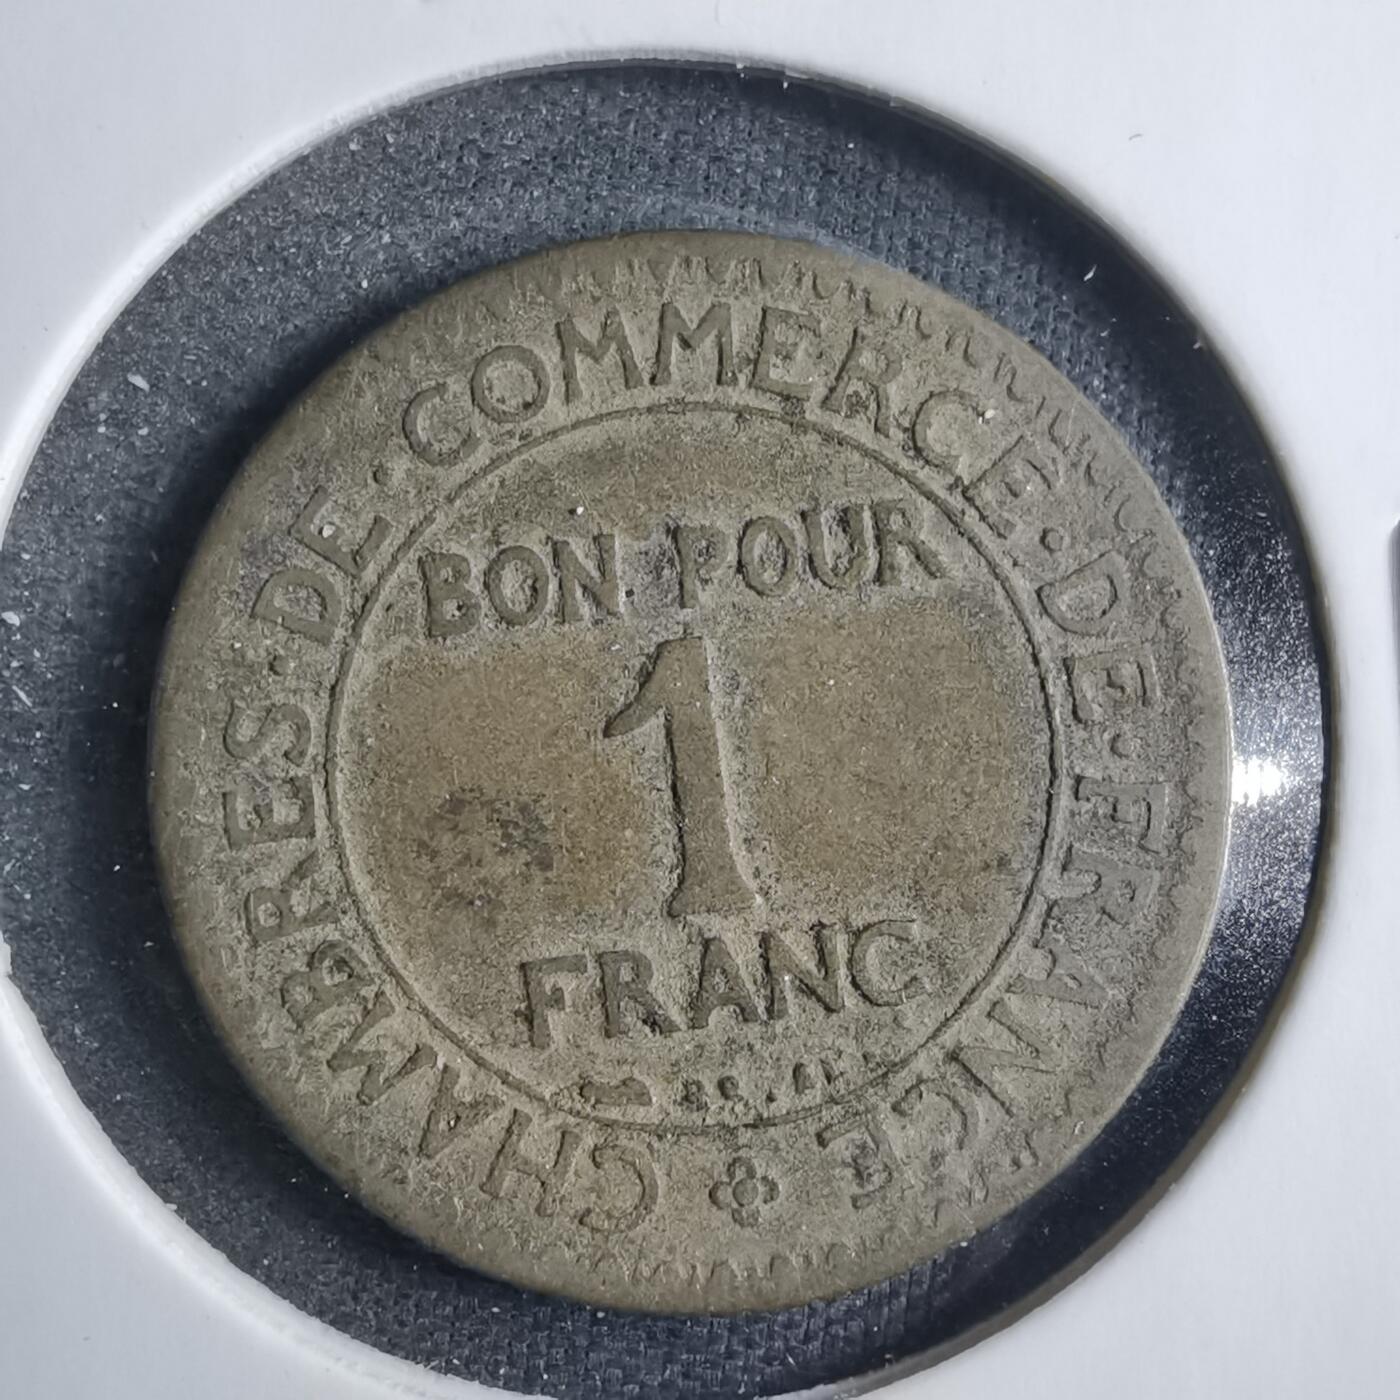 CHAMBRES·DE·COMMERCE·DE·FRANCE
BON POUR
1
FRANC